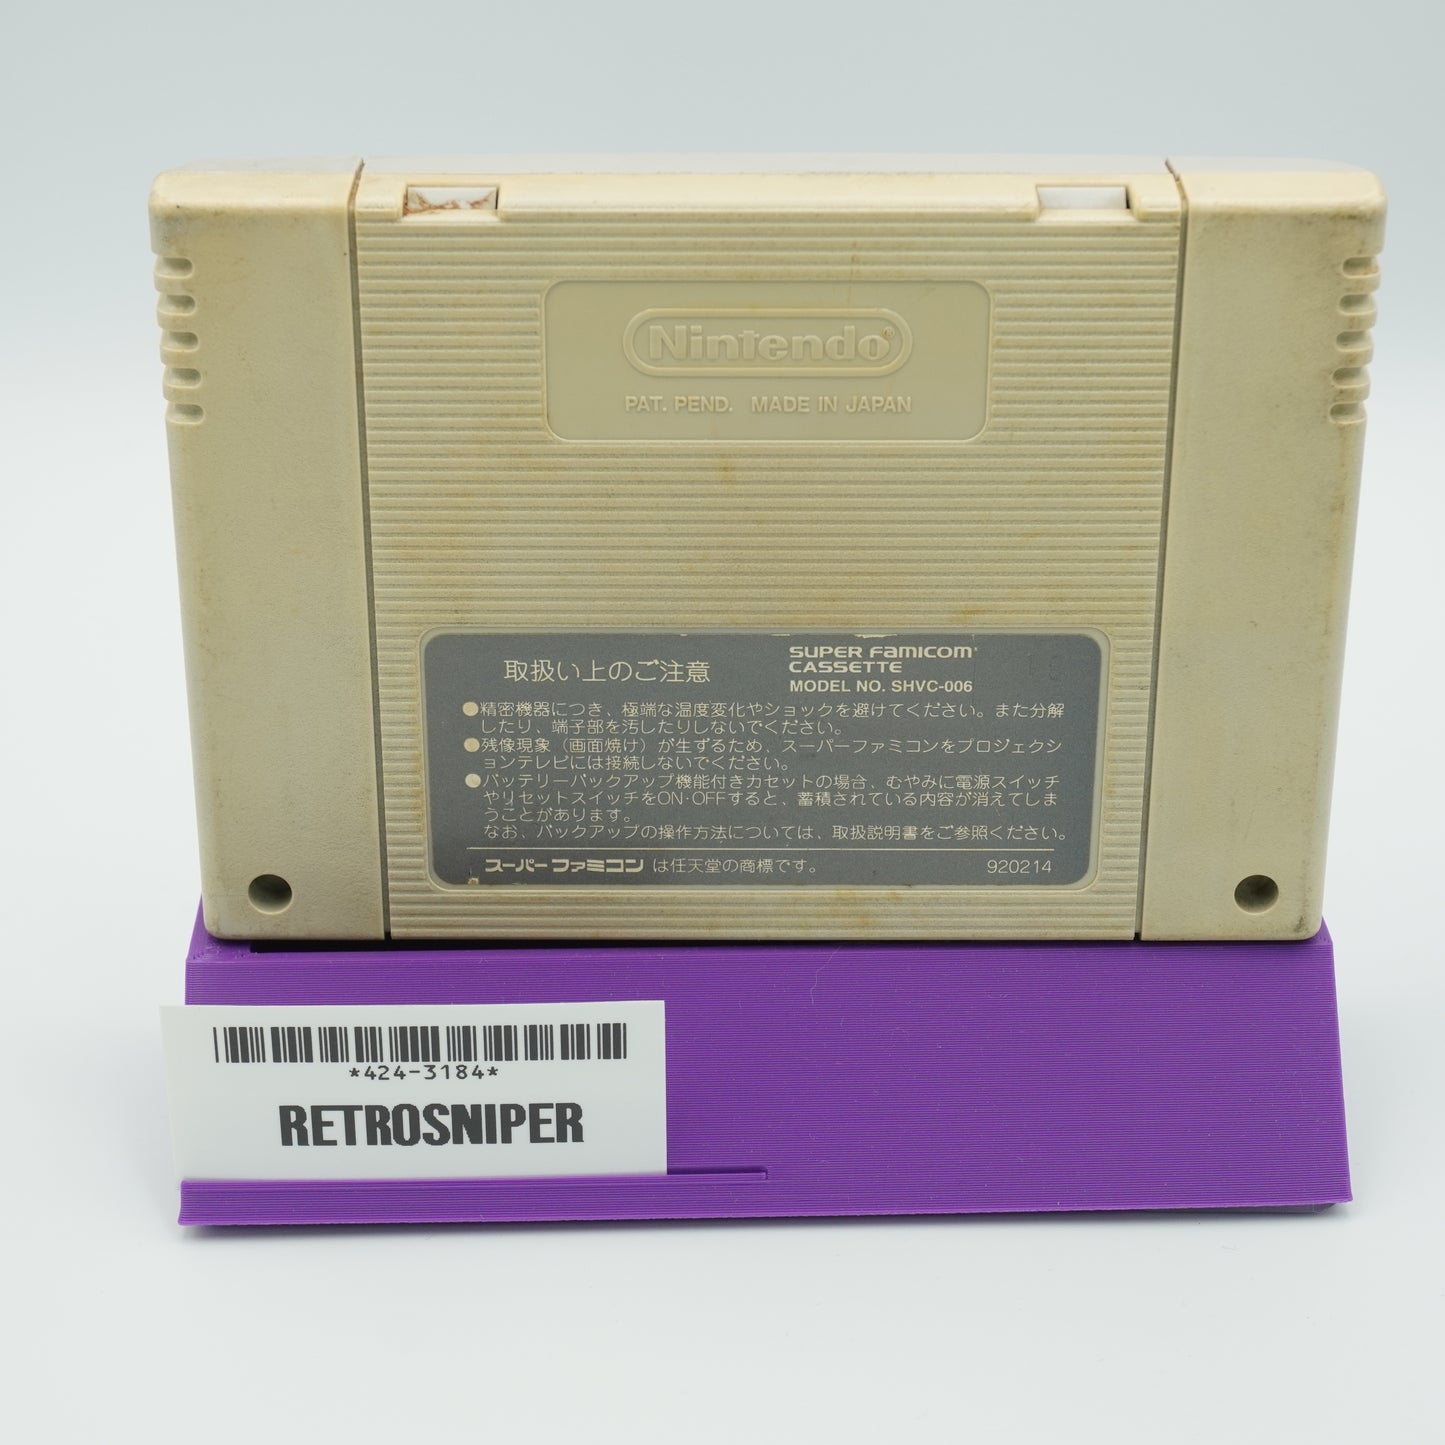 Nintendo®
PAT. PEND. MADE IN JAPAN
取扱い上のご注意
SUPER FAMICOM
CASSETTE
MODEL NO. SHVC-006
●精密機器につき、極端な温度変化やショックを避けてください。また分解
したり、端子部を汚したりしないでください。
●残像現象（画面焼け）が生ずるため、スーパーファミコンをプロジェクシ
ョンテレビには接続しないでください。
●バッテリーバックアップ機能付きカセットの場合、むやみに電源スイッチ
やリセットスイッチをON・OFFすると、蓄積されている内容が消えてしま
うことがあります。
なお、バックアップの操作方法については、取扱説明書をご参照ください。
スーパーファミコン は任天堂の商標です。
920214
*424-3184*
RETROSNIPER